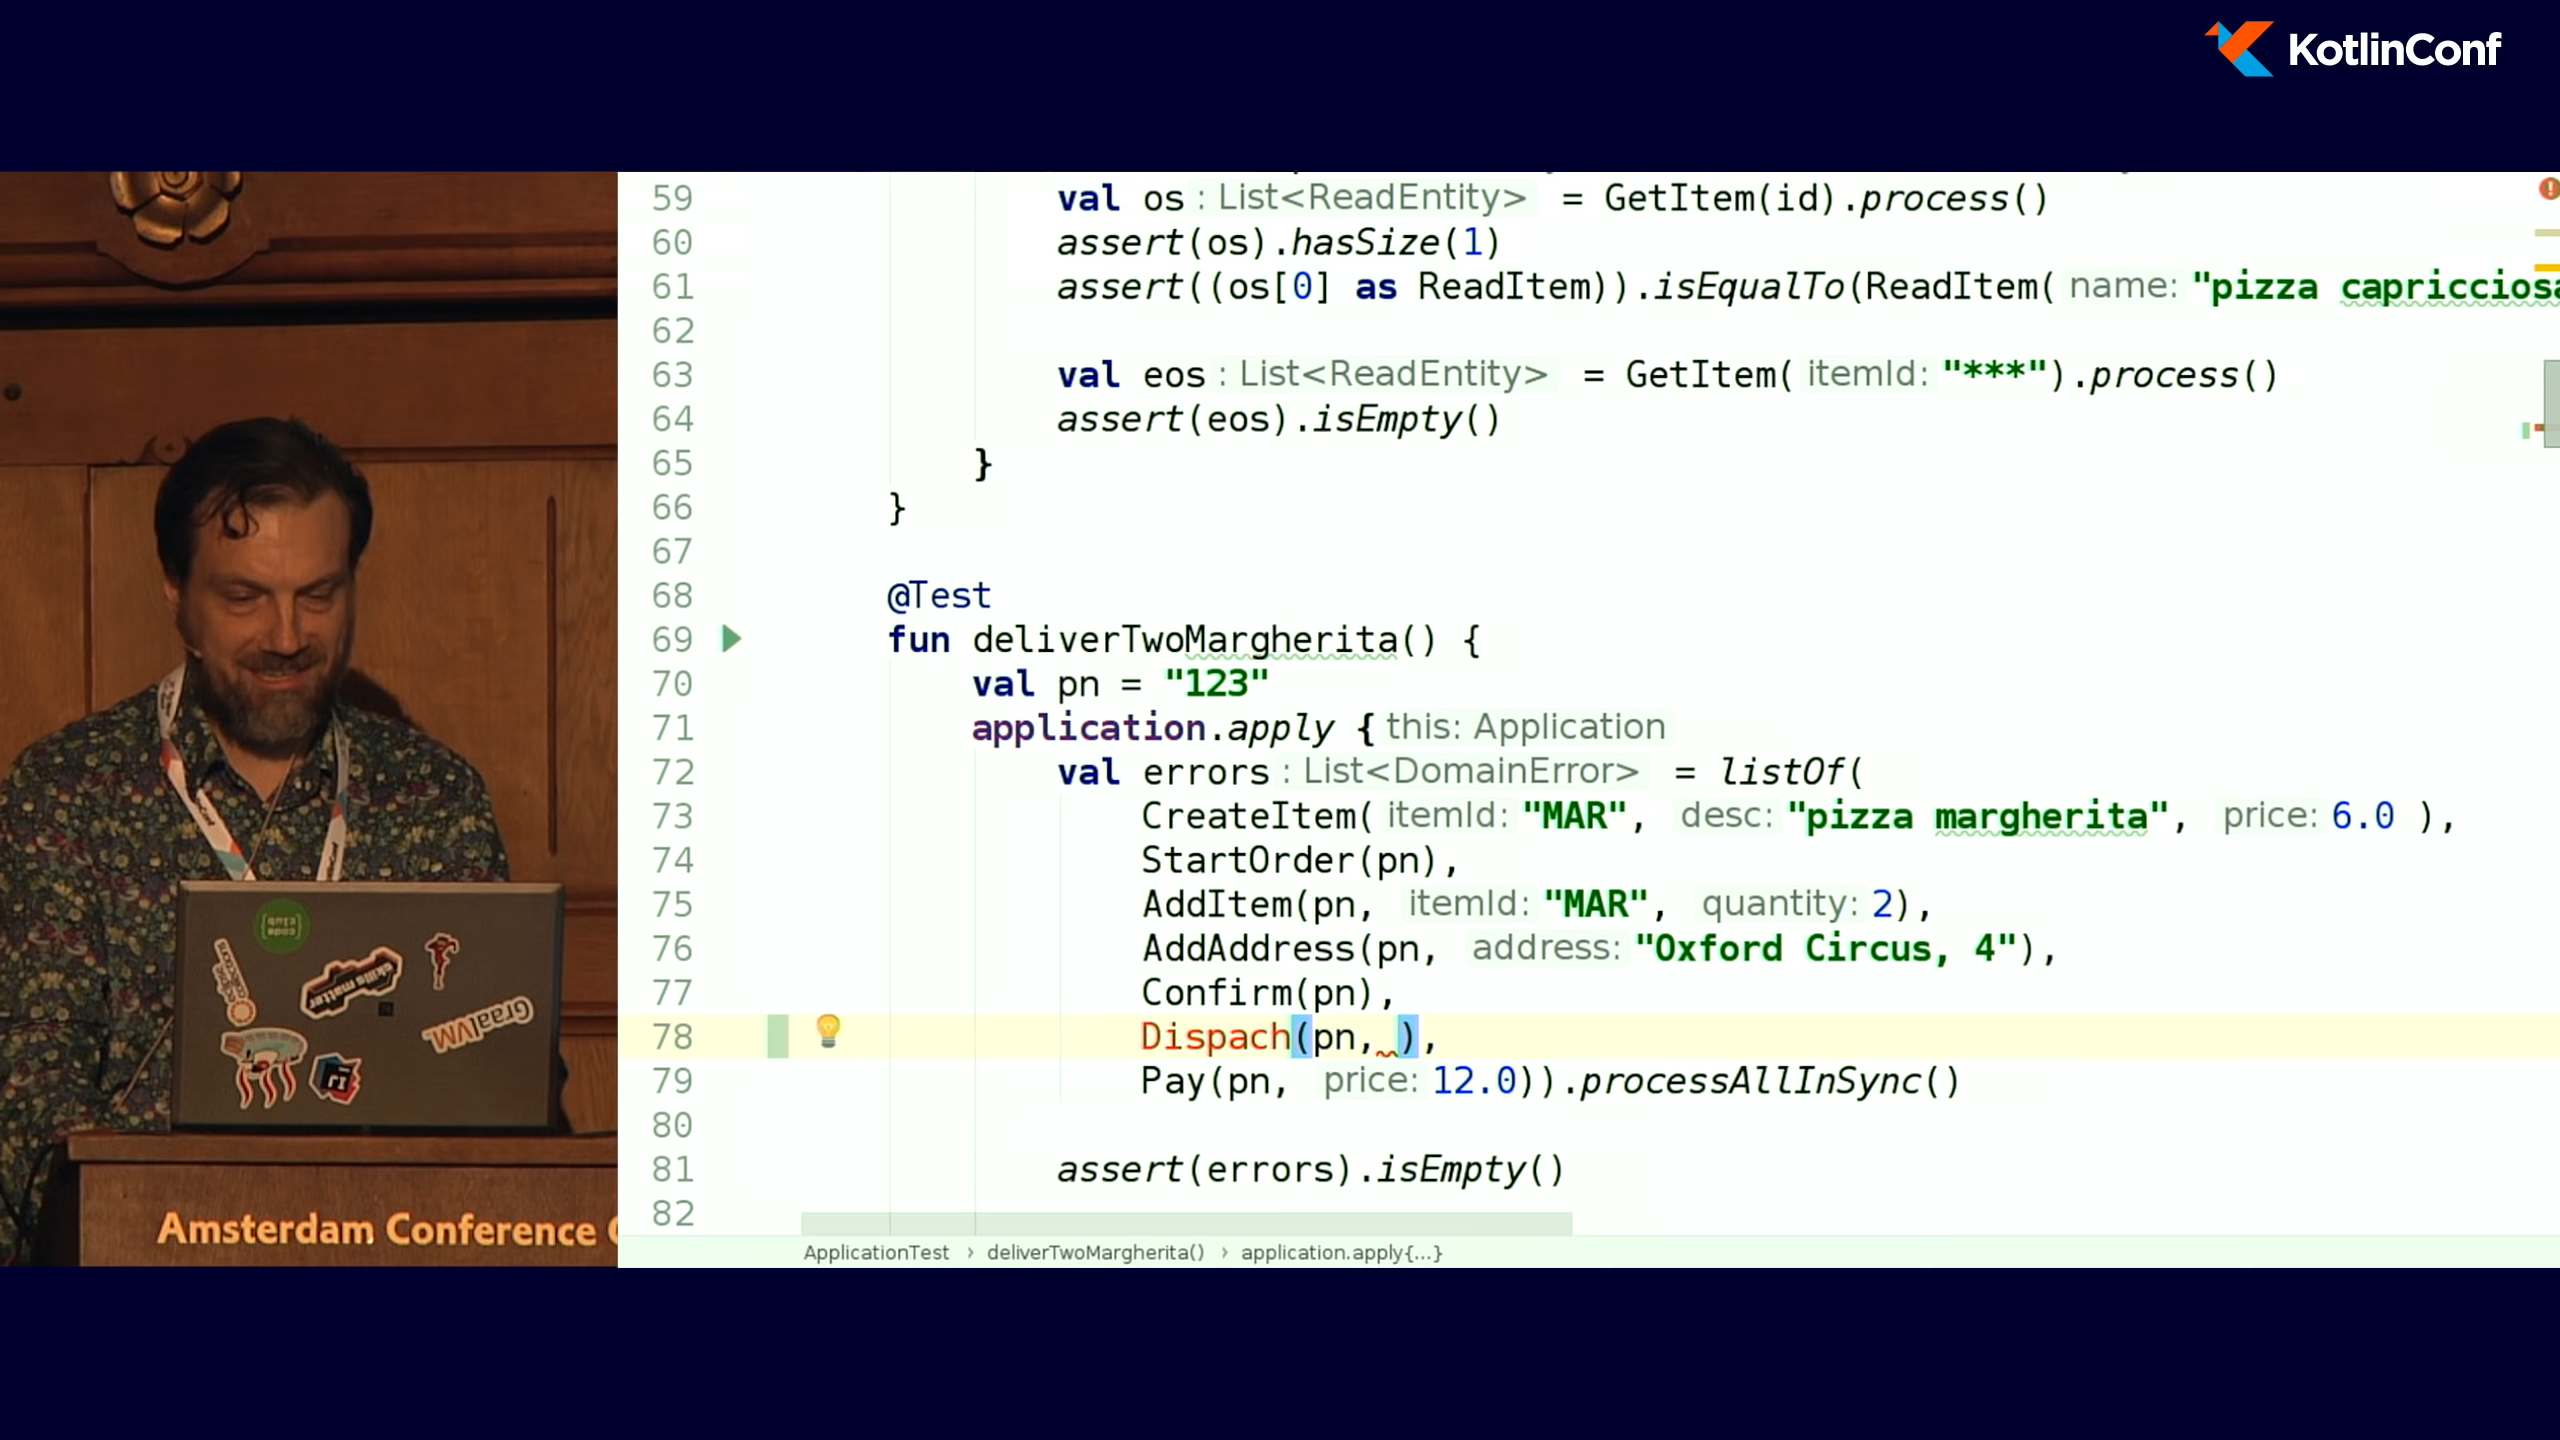 KotlinConf
59 val os : List<ReadEntity> = GetItem(id).process()
60 assert(os).hasSize(1)
61 assert((os[0] as ReadItem)).isEqualTo(ReadItem( name: "pizza capricciosa
62
63 val eos : List<ReadEntity> = GetItem( itemId: "***").process()
64 assert(eos).isEmpty()
65 }
66 }
67
68 @Test
69 fun deliverTwoMargherita() {
70 val pn = "123"
71 application.apply { this: Application
72 val errors : List<DomainError> = listOf(
73 CreateItem( itemId: "MAR", desc: "pizza margherita", price: 6.0 ),
74 StartOrder(pn),
75 AddItem(pn, itemId: "MAR", quantity: 2),
76 AddAddress(pn, address: "Oxford Circus, 4"),
77 Confirm(pn),
78 Dispach(pn, ),
79 Pay(pn, price: 12.0)).processAllInSync()
80
81 assert(errors).isEmpty()
82
ApplicationTest › deliverTwoMargherita() › application.apply{...}
{code club}
skills matter
GraalVM
Amsterdam Conference